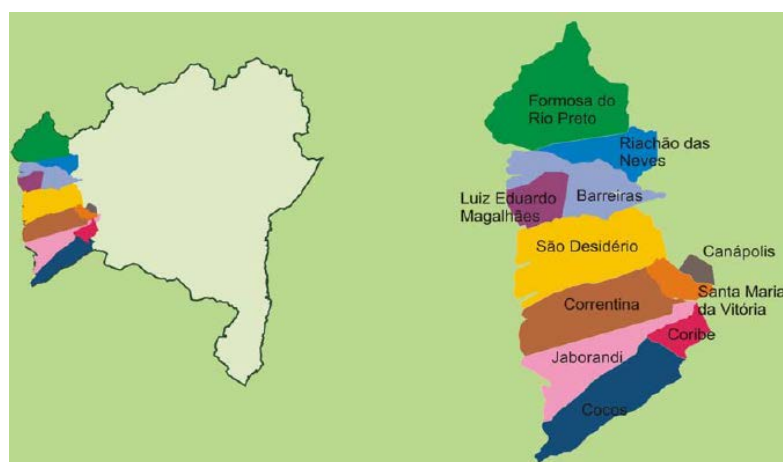 Formosa do
Rio Preto
Riachão das
Neves
Barreiras
Luiz Eduardo
Magalhães
São Desidério
Canápolis
Santa Maria
da Vitória
Correntina
Coribe
Jaborandi
Cocos